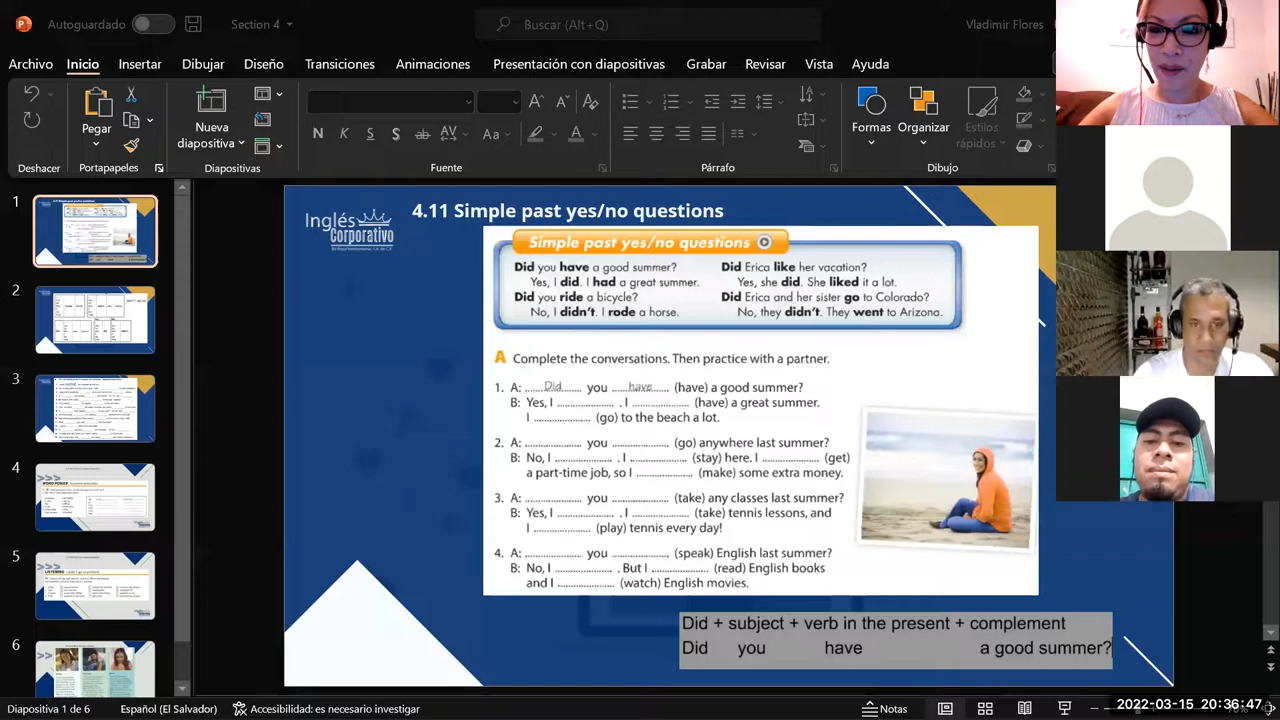 Autoguardado
Section 4
Buscar (Alt+Q)
Vladimir Flores
Archivo Inicio Insertar Dibujar Diseño Transiciones Animaciones Presentación con diapositivas Grabar Revisar Vista Ayuda
Pegar
Nueva diapositiva
Formas
Organizar
Estilos rápidos
Deshacer Portapapeles Diapositivas Fuente Párrafo Dibujo
1
2
3
4
5
6
Inglés Corporativo
4.11 Simple past yes/no questions
Simple past yes/no questions
Did you have a good summer?
Yes, I did. I had a great summer.
Did you ride a bicycle?
No, I didn't. I rode a horse.
Did Erica like her vacation?
Yes, she did. She liked it a lot.
Did Erica and her sister go to Colorado?
No, they didn't. They went to Arizona.
A Complete the conversations. Then practice with a partner.
Did you have (have) a good summer?
B: Yes, I ............... . I ............... (have) a great summer.
I ............... (go) to the beach a lot.
2. A: ............... you ............... (go) anywhere last summer?
B: No, I ............... . I ............... (stay) here. I ............... (get)
a part-time job, so I ............... (make) some extra money.
3. A: ............... you ............... (take) any classes last summer?
B: Yes, I ............... . I ............... (take) tennis lessons, and
I ............... (play) tennis every day!
4. A: ............... you ............... (speak) English last summer?
B: No, I ............... . But I ............... (read) English books
and I ............... (watch) English movies.
Did + subject + verb in the present + complement
Did you have a good summer?
Diapositiva 1 de 6
Español (El Salvador)
Accesibilidad: es necesario investigar
Notas
2022-03-15 20:36:47